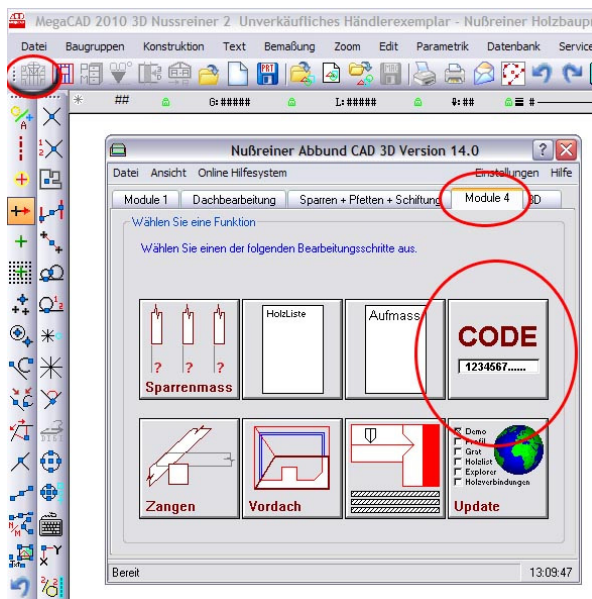 MegaCAD 2010 3D Nussreiner 2 Unverkäufliches Händlerexemplar - Nußreiner Holzbaupr
Datei Baugruppen Konstruktion Text Bemaßung Zoom Edit Parametrik Datenbank Service
PRT
* ## G:##### I:##### #:## #
Nußreiner Abbund CAD 3D Version 14.0
Datei Ansicht Online Hilfesystem Einstellungen Hilfe
Module 1 Dachbearbeitung Sparren + Pfetten + Schiftung Module 4 3D
Wählen Sie eine Funktion
Wählen Sie einen der folgenden Bearbeitungsschritte aus.
? ? ?
Sparrenmass
HolzListe
Aufmass
CODE
1234567......
Zangen
Vordach
Demo
Profil
Grat
Holzlist
Explorer
Holzverbindungen
Update
Bereit 13:09:47